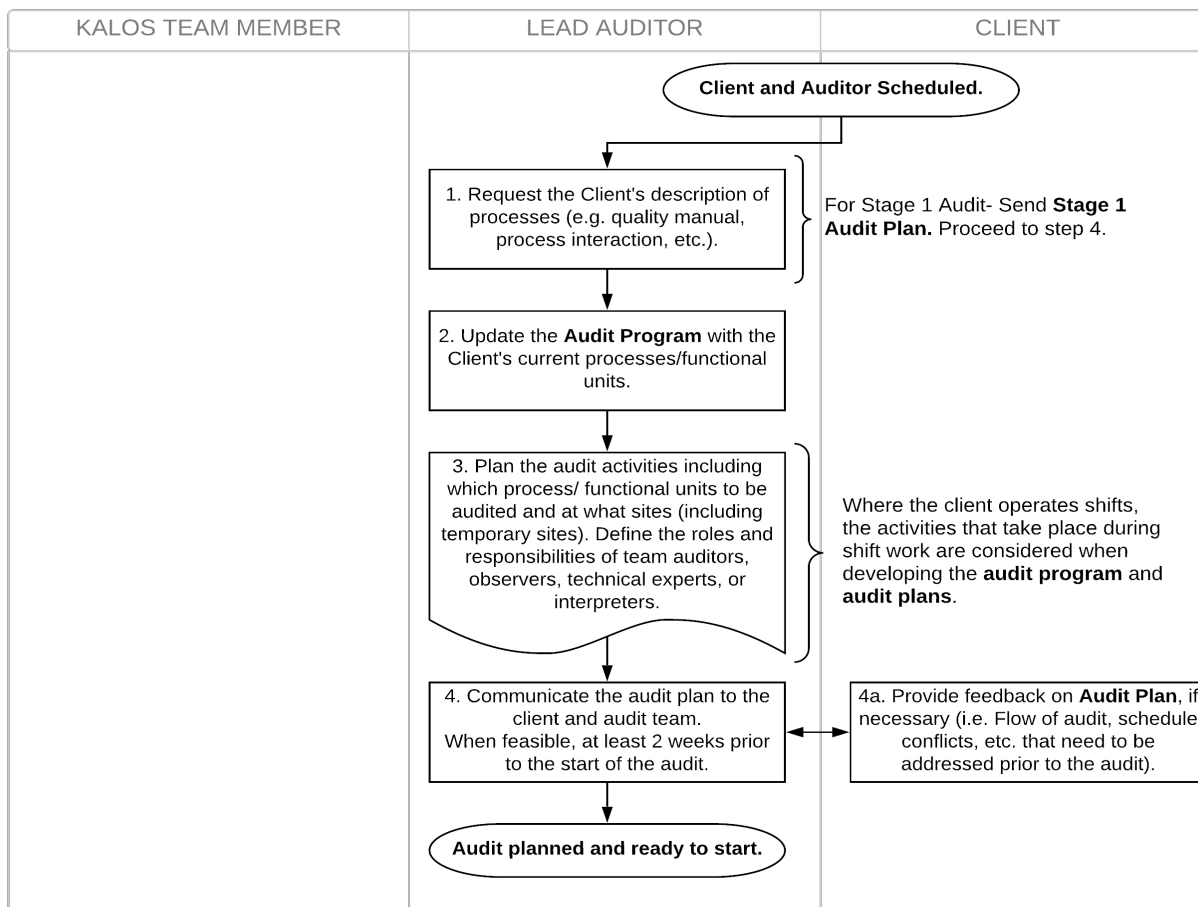 KALOS TEAM MEMBER
LEAD AUDITOR
CLIENT
Client and Auditor Scheduled.
1. Request the Client's description of
processes (e.g. quality manual,
process interaction, etc.).
For Stage 1 Audit- Send Stage 1
Audit Plan. Proceed to step 4.
2. Update the Audit Program with the
Client's current processes/functional
units.
3. Plan the audit activities including
which process/ functional units to be
audited and at what sites (including
temporary sites). Define the roles and
responsibilities of team auditors,
observers, technical experts, or
interpreters.
Where the client operates shifts,
the activities that take place during
shift work are considered when
developing the audit program and
audit plans.
4. Communicate the audit plan to the
client and audit team.
When feasible, at least 2 weeks prior
to the start of the audit.
4a. Provide feedback on Audit Plan, if
necessary (i.e. Flow of audit, schedule
conflicts, etc. that need to be
addressed prior to the audit).
Audit planned and ready to start.